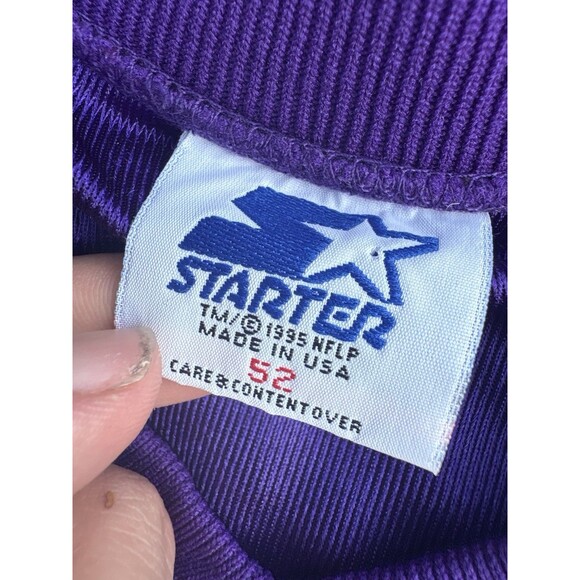 STARTER
TM/© 1995 NFLP
MADE IN USA
52
CARE & CONTENT OVER